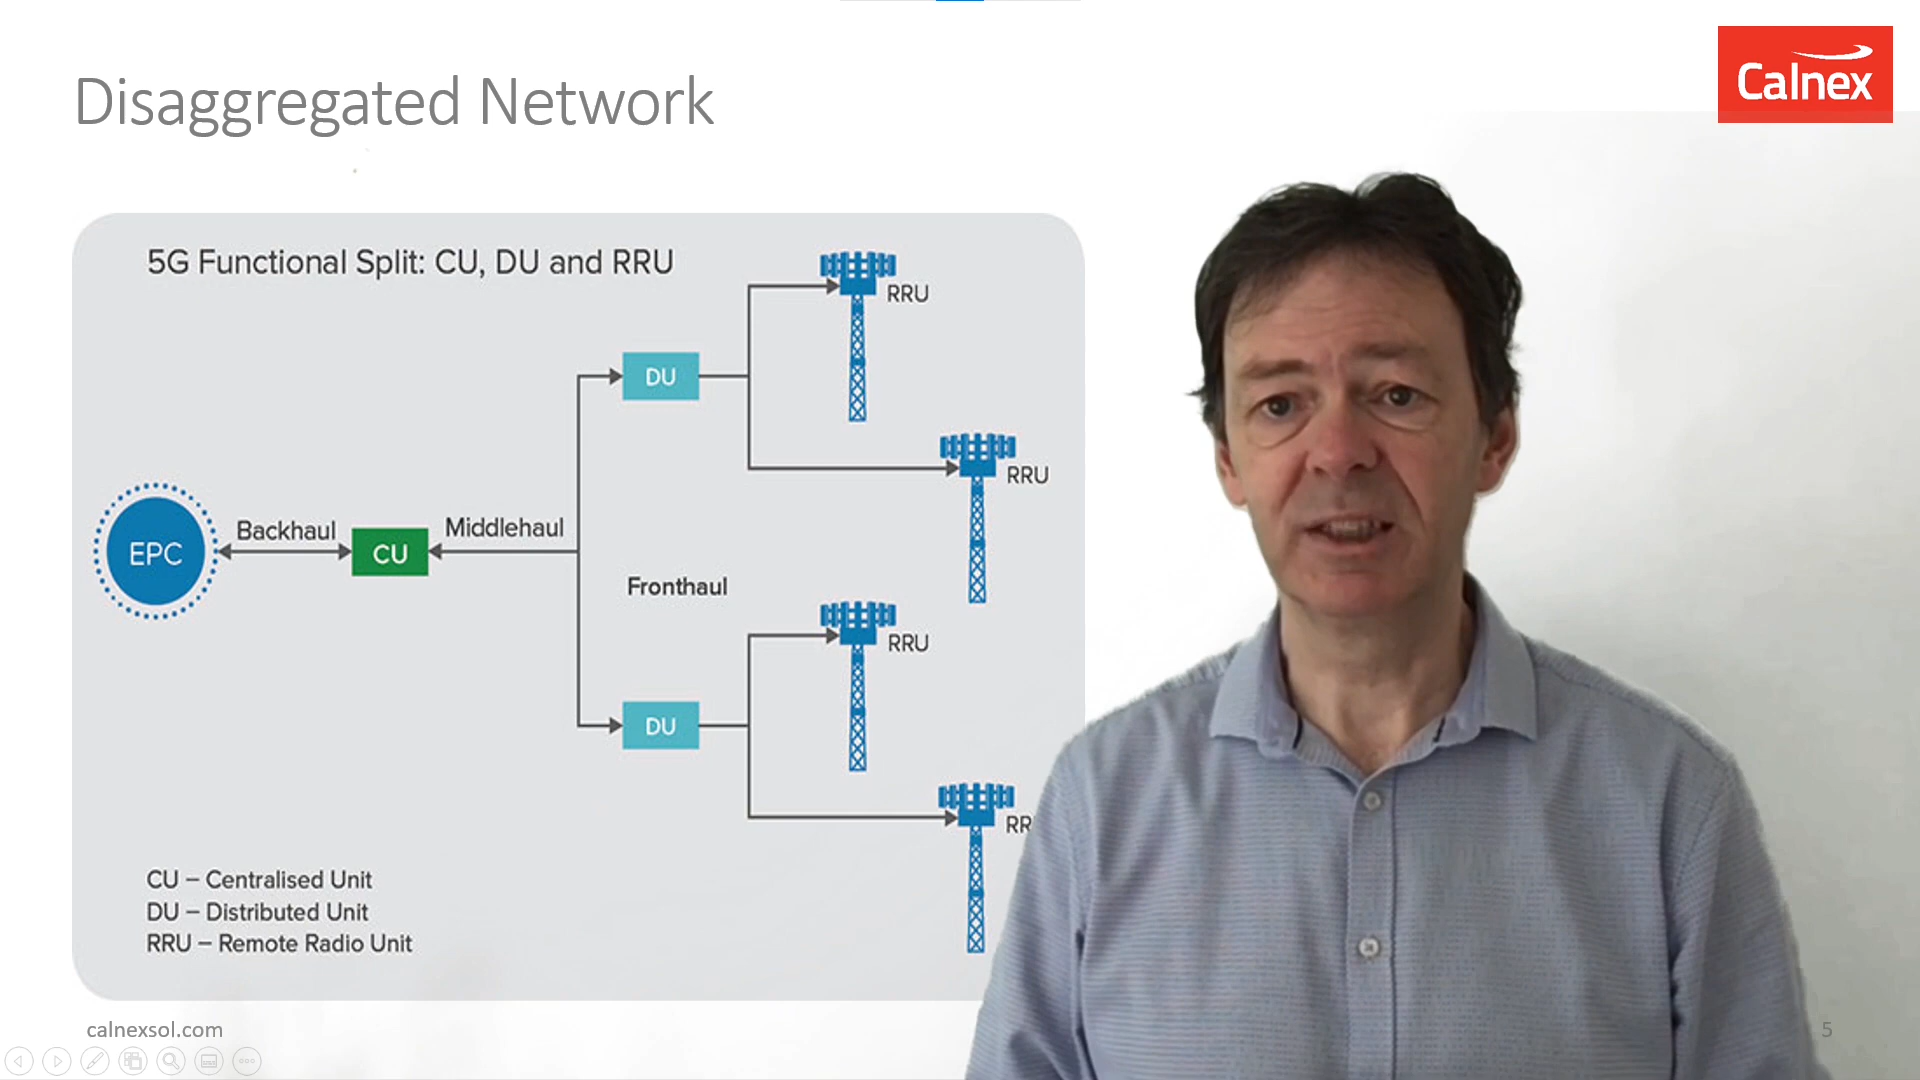 Disaggregated Network
Calnex
5G Functional Split: CU, DU and RRU
RRU
DU
RRU
Backhaul
Middlehaul
EPC
CU
Fronthaul
RRU
DU
RR
CU – Centralised Unit
DU – Distributed Unit
RRU – Remote Radio Unit
calnexsol.com
5